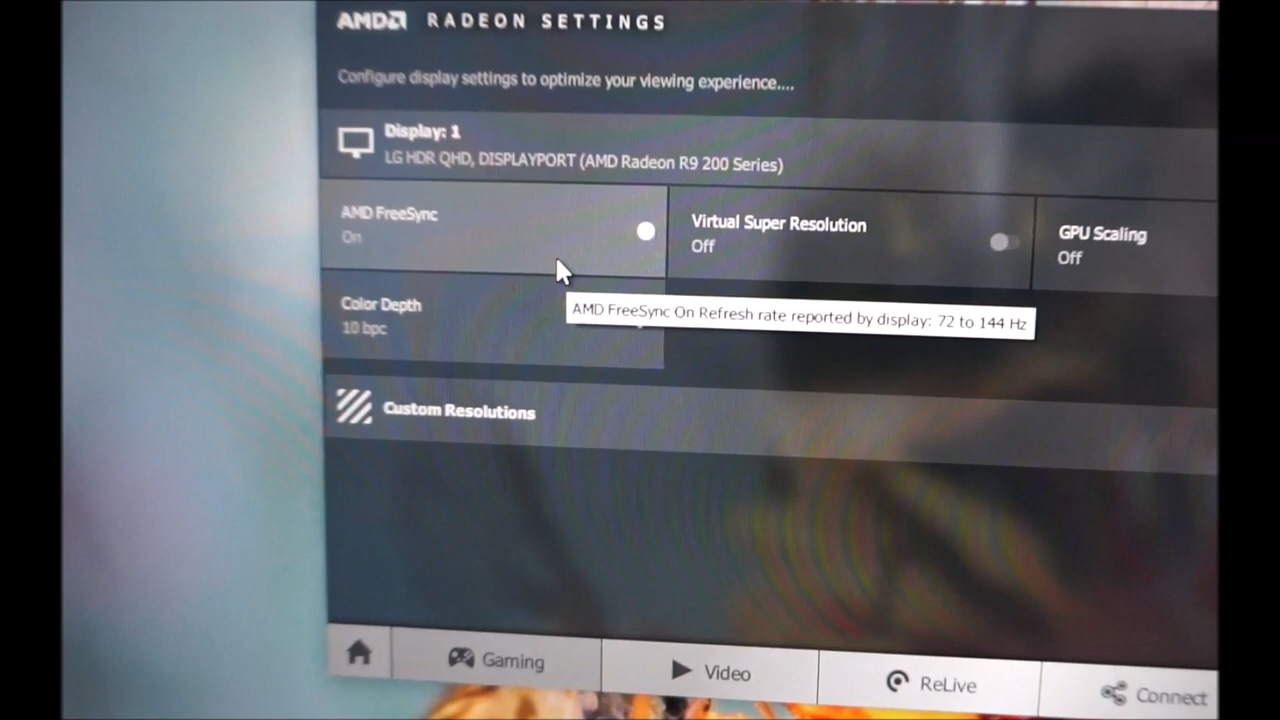 AMD RADEON SETTINGS
Configure display settings to optimize your viewing experience....
Display: 1
LG HDR QHD, DISPLAYPORT (AMD Radeon R9 200 Series)
AMD FreeSync
On
Virtual Super Resolution
Off
GPU Scaling
Off
Color Depth
10 bpc
AMD FreeSync On Refresh rate reported by display: 72 to 144 Hz
Custom Resolutions
Gaming
Video
ReLive
Connect